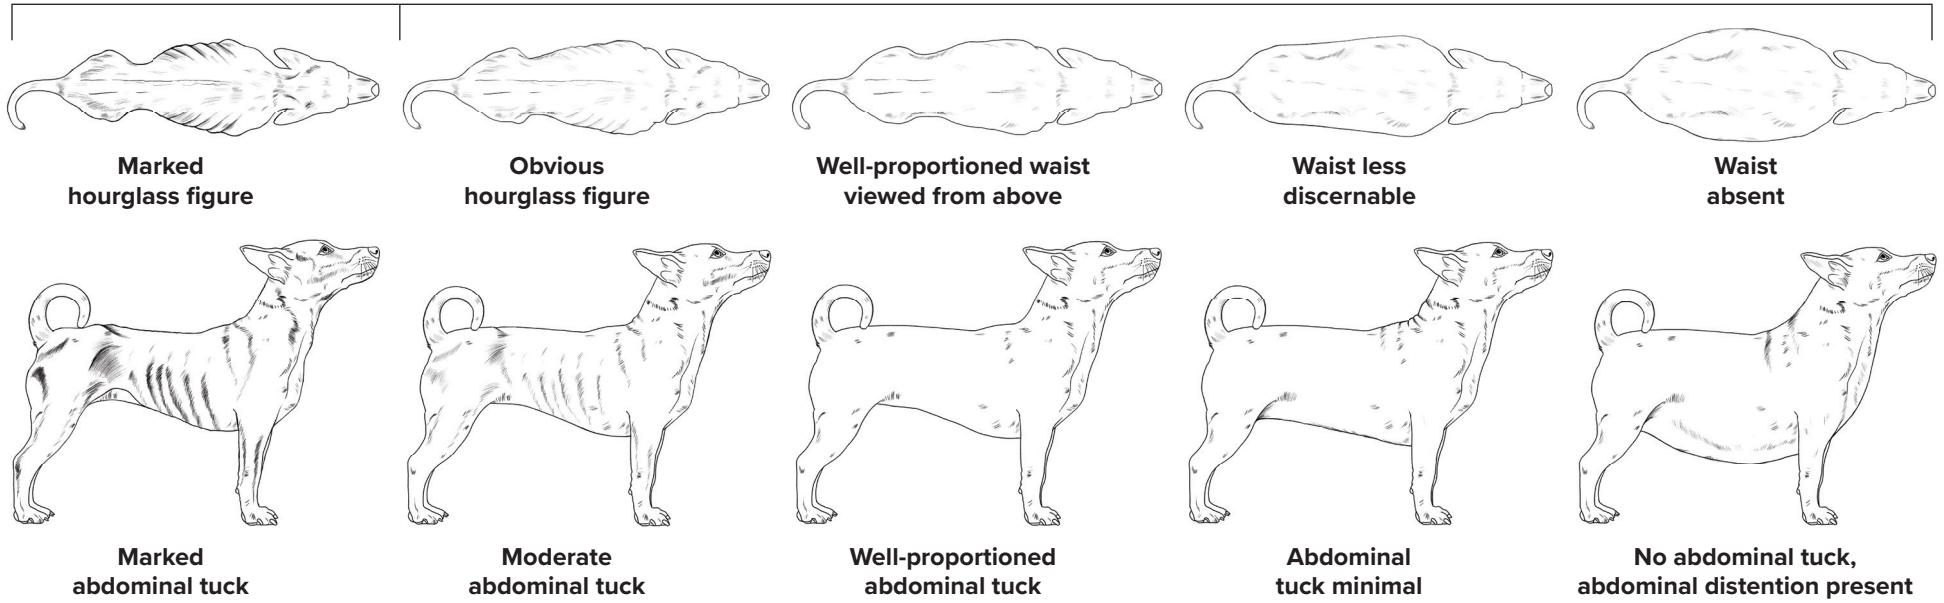 Marked
hourglass figure
Obvious
hourglass figure
Well-proportioned waist
viewed from above
Waist less
discernable
Waist
absent
Marked
abdominal tuck
Moderate
abdominal tuck
Well-proportioned
abdominal tuck
Abdominal
tuck minimal
No abdominal tuck,
abdominal distention present